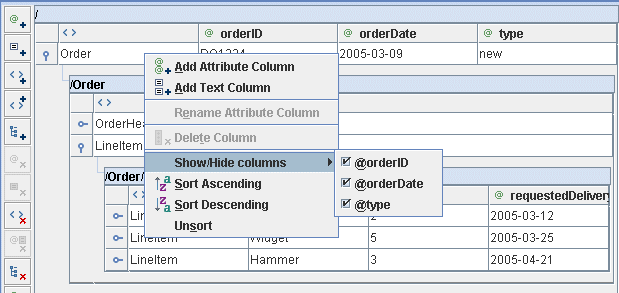 /
<> @ orderID @ orderDate @ type
Order DO1234 2005-03-09 new
/Order
<>
OrderHea
LineItem
/Order/
requestedDelivery
LineItem 2 2005-03-12
LineItem Widget 5 2005-03-25
LineItem Hammer 3 2005-04-21
Add Attribute Column
Add Text Column
Rename Attribute Column
Delete Column
Show/Hide columns
Sort Ascending
Sort Descending
Unsort
@orderID
@orderDate
@type